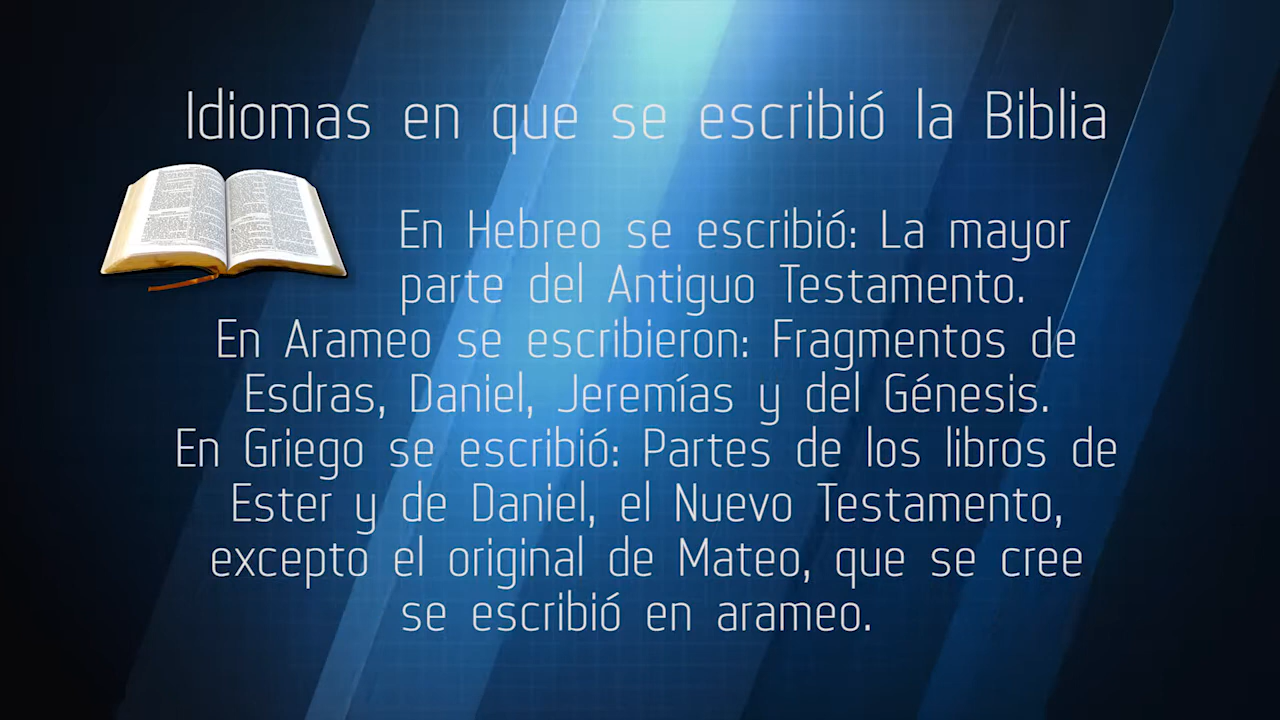 Idiomas en que se escribió la Biblia
En Hebreo se escribió: La mayor
parte del Antiguo Testamento.
En Arameo se escribieron: Fragmentos de
Esdras, Daniel, Jeremías y del Génesis.
En Griego se escribió: Partes de los libros de
Ester y de Daniel, el Nuevo Testamento,
excepto el original de Mateo, que se cree
se escribió en arameo.